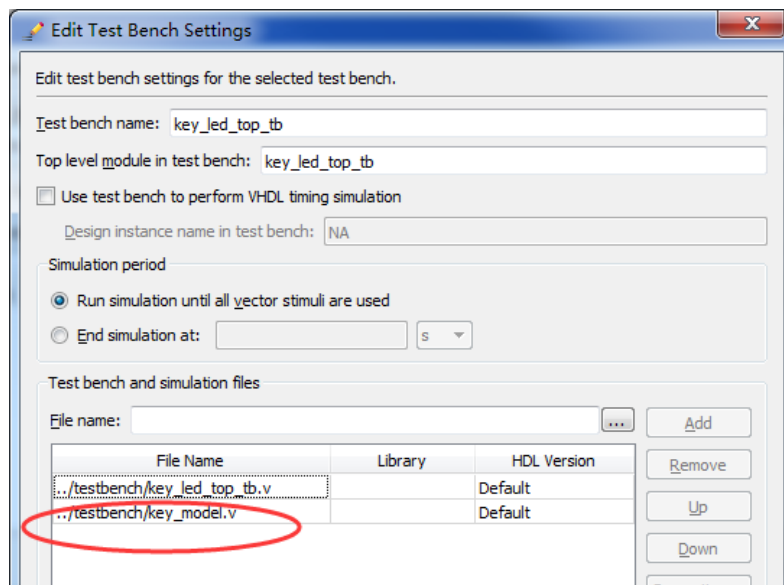 Edit Test Bench Settings
Edit test bench settings for the selected test bench.
Test bench name: key_led_top_tb
Top level module in test bench: key_led_top_tb
Use test bench to perform VHDL timing simulation
Design instance name in test bench: NA
Simulation period
Run simulation until all vector stimuli are used
End simulation at: s
Test bench and simulation files
File name: ... Add
File Name Library HDL Version Remove
../testbench/key_led_top_tb.v Default
../testbench/key_model.v Default Up
Down